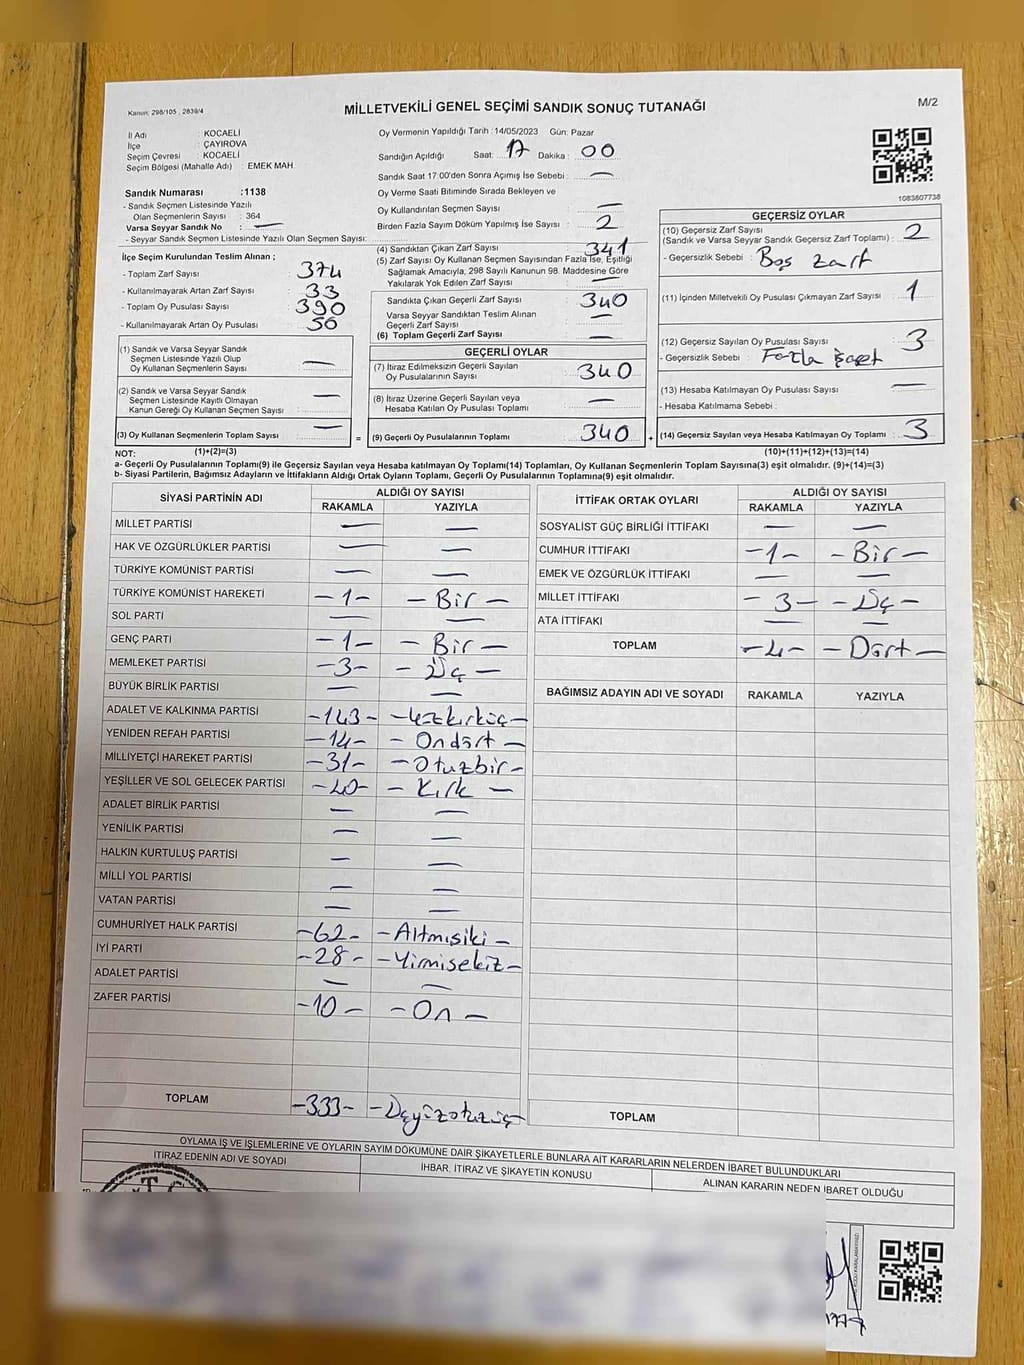 Kanun: 298/105 , 2839/4
MİLLETVEKİLİ GENEL SEÇİMİ SANDIK SONUÇ TUTANAĞI
M/2
İl Adı : KOCAELİ
İlçe : ÇAYIROVA
Seçim Çevresi : KOCAELİ
Seçim Bölgesi (Mahalle Adı) : EMEK MAH.
Sandık Numarası :1138
- Sandık Seçmen Listesinde Yazılı
Olan Seçmenlerin Sayısı : 364
Varsa Seyyar Sandık No : —
- Seyyar Sandık Seçmen Listesinde Yazılı Olan Seçmen Sayısı:
İlçe Seçim Kurulundan Teslim Alınan ;
- Toplam Zarf Sayısı : 374
- Kullanılmayarak Artan Zarf Sayısı : 33
- Toplam Oy Pusulası Sayısı : 390
- Kullanılmayarak Artan Oy Pusulası : 50
Oy Vermenin Yapıldığı Tarih :14/05/2023 Gün: Pazar
Sandığın Açıldığı Saat: 17 Dakika : 00
Sandık Saat 17:00'den Sonra Açımış İse Sebebi : —
Oy Verme Saati Bitiminde Sırada Bekleyen ve
Oy Kullandırılan Seçmen Sayısı : —
Birden Fazla Sayım Döküm Yapılmış İse Sayısı : 2
(4) Sandıktan Çıkan Zarf Sayısı : 341
(5) Zarf Sayısı Oy Kullanan Seçmen Sayısından Fazla İse, Eşitliği
Sağlamak Amacıyla, 298 Sayılı Kanunun 98. Maddesine Göre
Yakılarak Yok Edilen Zarf Sayısı : —
Sandıkta Çıkan Geçerli Zarf Sayısı : 340
Varsa Seyyar Sandıktan Teslim Alınan
Geçerli Zarf Sayısı : —
(6) Toplam Geçerli Zarf Sayısı : —
1083807738
GEÇERSİZ OYLAR
(10) Geçersiz Zarf Sayısı
(Sandık ve Varsa Seyyar Sandık Geçersiz Zarf Toplamı) : 2
- Geçersizlik Sebebi : Boş zarf
(11) İçinden Milletvekili Oy Pusulası Çıkmayan Zarf Sayısı : 1
(12) Geçersiz Sayılan Oy Pusulası Sayısı : 3
- Geçersizlik Sebebi : Fazla işaret
(13) Hesaba Katılmayan Oy Pusulası Sayısı : —
- Hesaba Katılmama Sebebi :
(14) Geçersiz Sayılan veya Hesaba Katılmayan Oy Toplamı : 3
(10)+(11)+(12)+(13)=(14)
(1) Sandık ve Varsa Seyyar Sandık
Seçmen Listesinde Yazılı Olup
Oy Kullanan Seçmenlerin Sayısı : —
(2) Sandık ve Varsa Seyyar Sandık
Seçmen Listesinde Kayıtlı Olmayan
Kanun Gereği Oy Kullanan Seçmen Sayısı : —
(3) Oy Kullanan Seçmenlerin Toplam Sayısı : —
(1)+(2)=(3)
GEÇERLİ OYLAR
(7) İtiraz Edilmeksizin Geçerli Sayılan
Oy Pusulalarının Sayısı : 340
(8) İtiraz Üzerine Geçerli Sayılan veya
Hesaba Katılan Oy Pusulası Toplamı : —
= (9) Geçerli Oy Pusulalarının Toplamı : 340 +
NOT:
a- Geçerli Oy Pusulalarının Toplamı(9) ile Geçersiz Sayılan veya Hesaba katılmayan Oy Toplamı(14) Toplamları, Oy Kullanan Seçmenlerin Toplam Sayısına(3) eşit olmalıdır. (9)+(14)=(3)
b- Siyasi Partilerin, Bağımsız Adayların ve İttifakların Aldığı Ortak Oyların Toplamı, Geçerli Oy Pusulalarının Toplamına(9) eşit olmalıdır.
SİYASİ PARTİNİN ADI ALDIĞI OY SAYISI
RAKAMLA YAZIYLA
MİLLET PARTİSİ — —
HAK VE ÖZGÜRLÜKLER PARTİSİ — —
TÜRKİYE KOMÜNİST PARTİSİ — —
TÜRKİYE KOMÜNİST HAREKETİ -1- - Bir -
SOL PARTİ — —
GENÇ PARTİ -1- - Bir -
MEMLEKET PARTİSİ -3- - Üç -
BÜYÜK BİRLİK PARTİSİ — —
ADALET VE KALKINMA PARTİSİ -143- - Yüzkırküç -
YENİDEN REFAH PARTİSİ -14- - Ondört -
MİLLİYETÇİ HAREKET PARTİSİ -31- - Otuzbir -
YEŞİLLER VE SOL GELECEK PARTİSİ -40- - Kırk -
ADALET BİRLİK PARTİSİ — —
YENİLİK PARTİSİ — —
HALKIN KURTULUŞ PARTİSİ — —
MİLLİ YOL PARTİSİ — —
VATAN PARTİSİ — —
CUMHURİYET HALK PARTİSİ -62- - Altmışiki -
İYİ PARTİ -28- - Yirmisekiz -
ADALET PARTİSİ — —
ZAFER PARTİSİ -10- - On -
TOPLAM -333- - Üçyüzotuzüç
İTTİFAK ORTAK OYLARI ALDIĞI OY SAYISI
RAKAMLA YAZIYLA
SOSYALİST GÜÇ BİRLİĞİ İTTİFAKI — —
CUMHUR İTTİFAKI -1- - Bir -
EMEK VE ÖZGÜRLÜK İTTİFAKI — —
MİLLET İTTİFAKI - 3 - - Üç -
ATA İTTİFAKI — —
TOPLAM -4- - Dört -
BAĞIMSIZ ADAYIN ADI VE SOYADI RAKAMLA YAZIYLA
TOPLAM
OYLAMA İŞ VE İŞLEMLERİNE VE OYLARIN SAYIM DÖKÜMÜNE DAİR ŞİKAYETLERLE BUNLARA AİT KARARLARIN NELERDEN İBARET BULUNDUKLARI
İTİRAZ EDENİN ADI VE SOYADI
İHBAR, İTİRAZ VE ŞİKAYETİN KONUSU
ALINAN KARARIN NEDEN İBARET OLDUĞU
T.C.